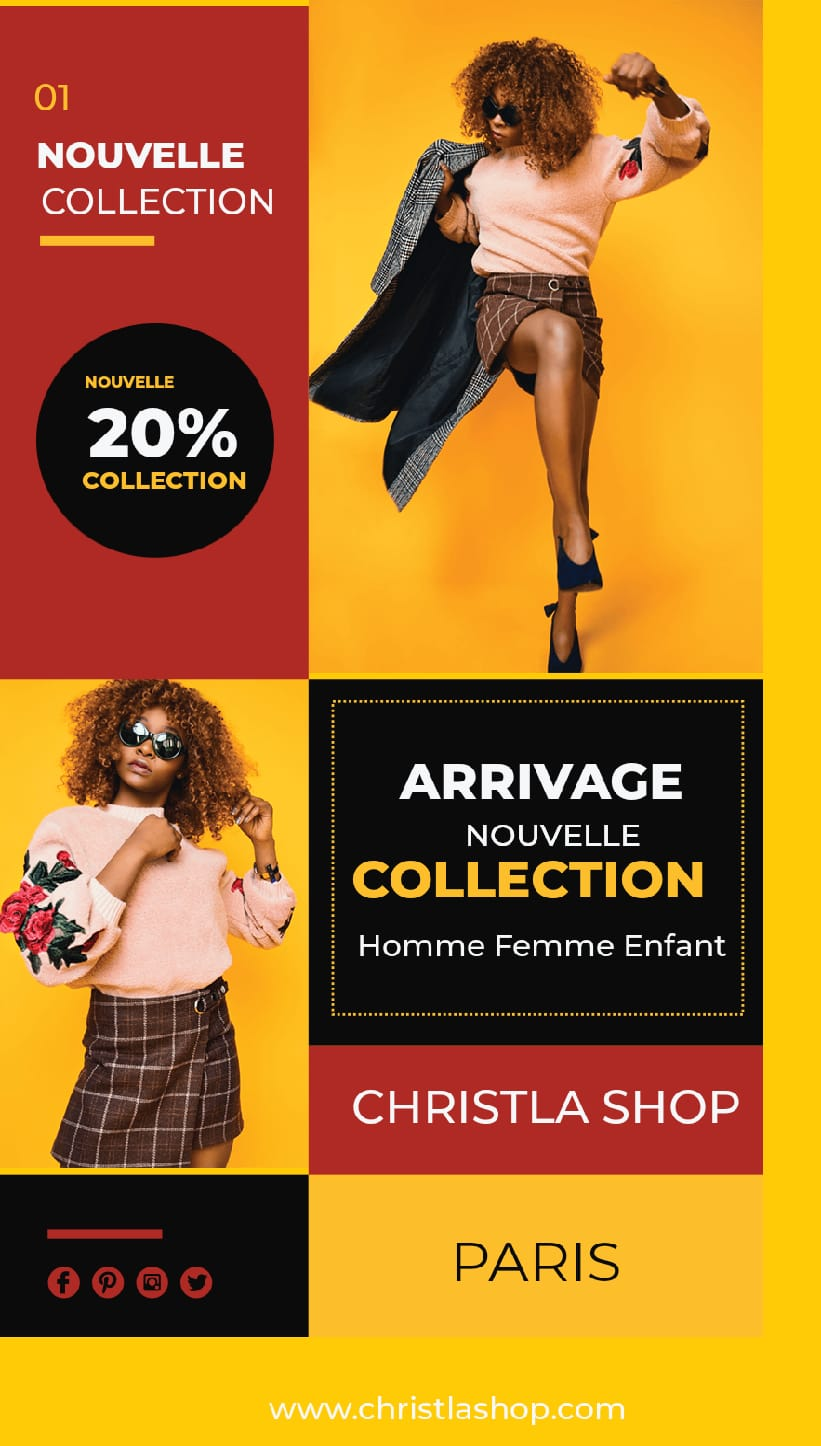 01
NOUVELLE
COLLECTION
NOUVELLE
20%
COLLECTION
ARRIVAGE
NOUVELLE
COLLECTION
Homme Femme Enfant
CHRISTLA SHOP
PARIS
www.christlashop.com